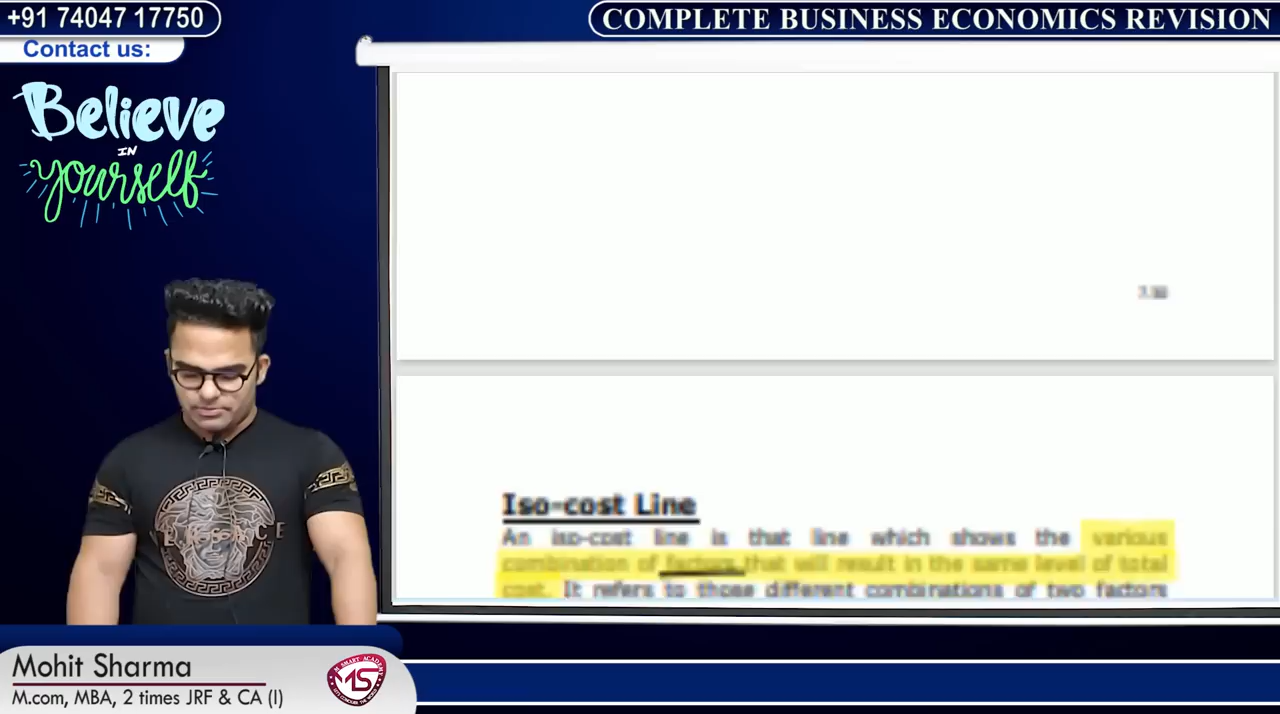 +91 74047 17750
Contact us:
COMPLETE BUSINESS ECONOMICS REVISION
Believe
IN
yourself
Iso-cost Line
An iso-cost line is that line which shows the various
combination of factors that will result in the same level of total
cost. It refers to those different combinations of two factors
Mohit Sharma
M.com, MBA, 2 times JRF & CA (I)
MS